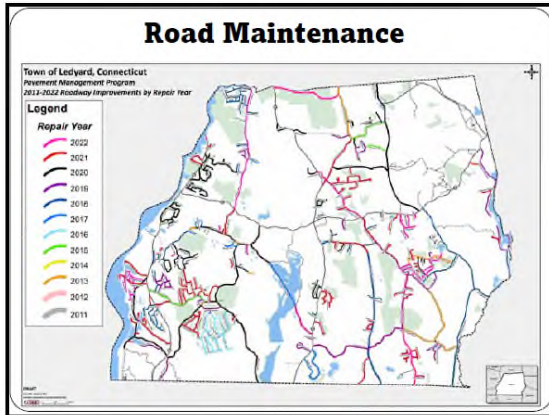 Road Maintenance
Town of Ledyard, Connecticut
Pavement Management Program
2011-2022 Roadway Improvements by Repair Year
Legend
Repair Year
2022
2021
2020
2019
2018
2017
2016
2015
2014
2013
2012
2011